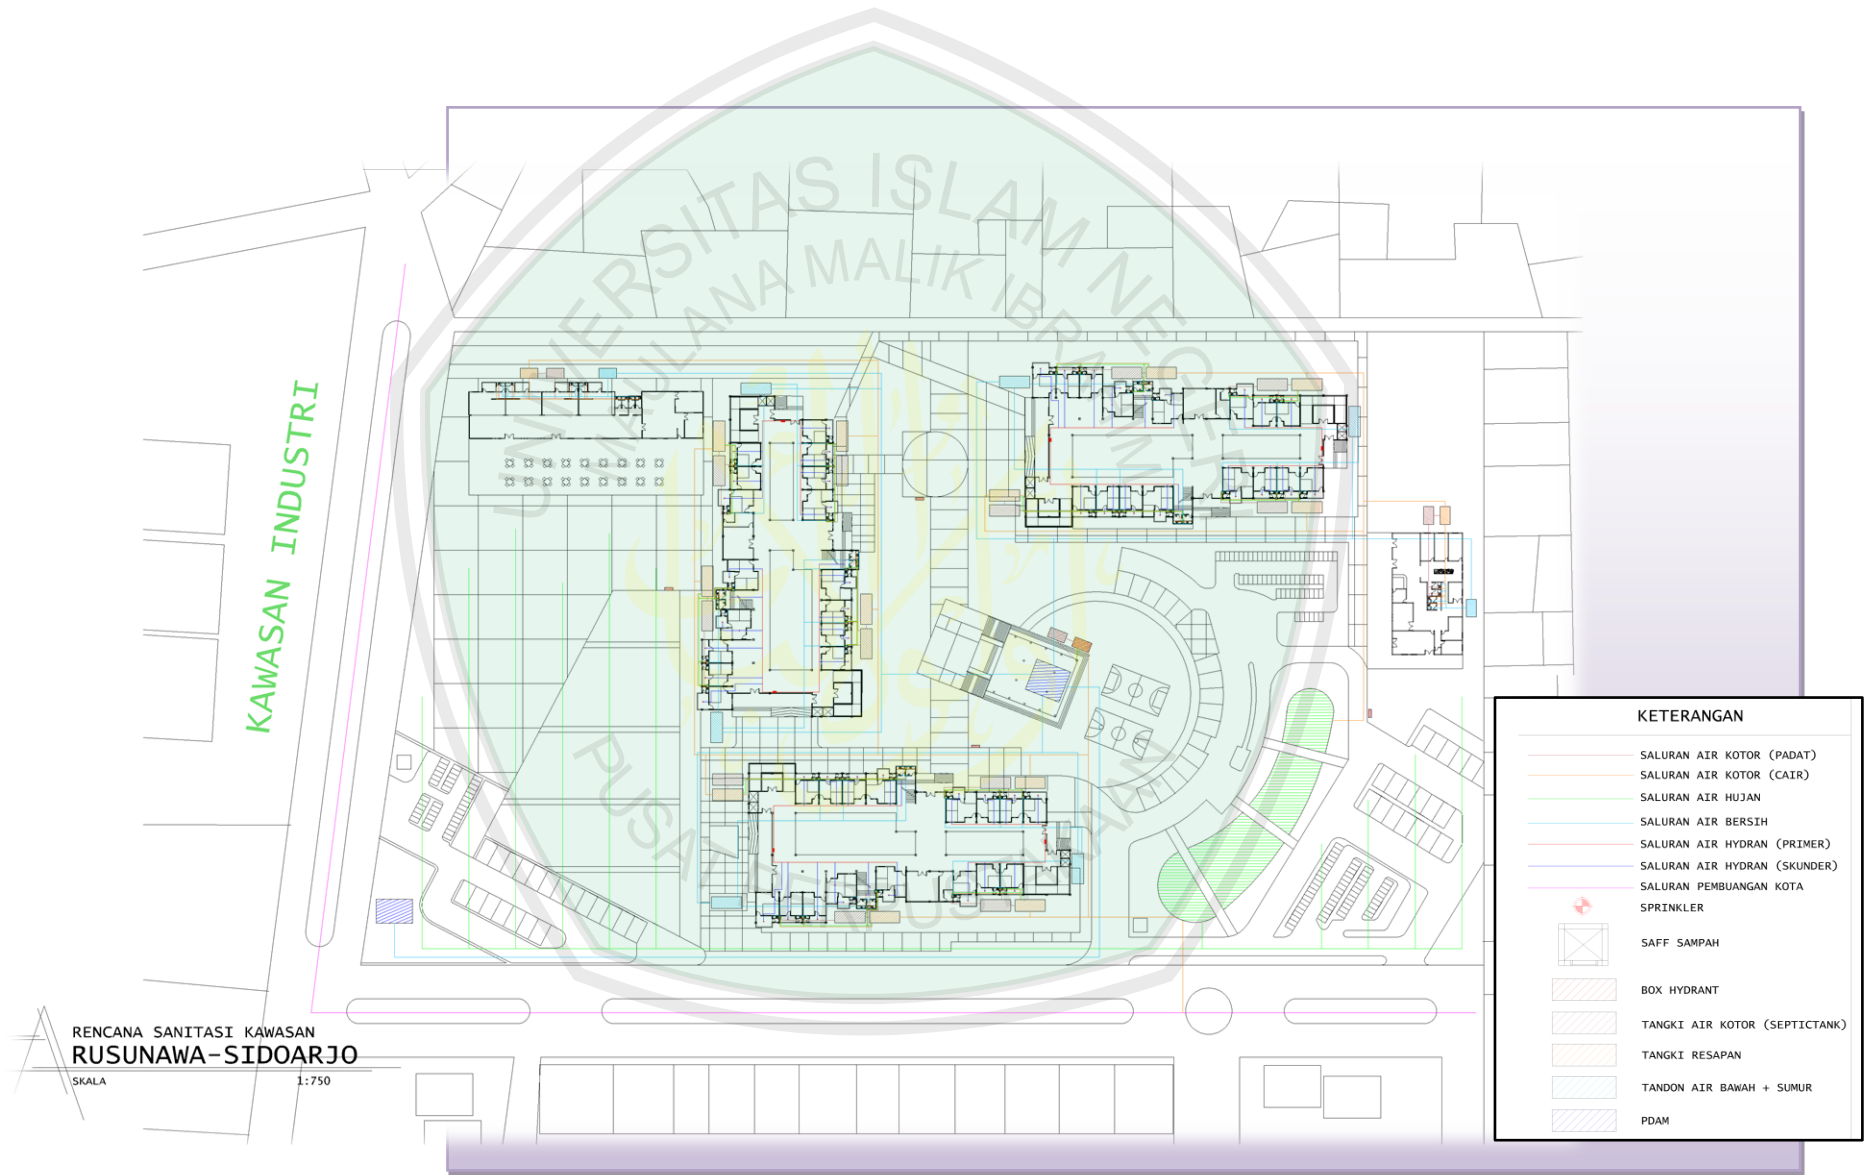 UNIVERSITAS ISLAM NEGERI
MAULANA MALIK IBRAHIM
KAWASAN INDUSTRI
PUSAT PERPUSTAKAAN
KETERANGAN
SALURAN AIR KOTOR (PADAT)
SALURAN AIR KOTOR (CAIR)
SALURAN AIR HUJAN
SALURAN AIR BERSIH
SALURAN AIR HYDRAN (PRIMER)
SALURAN AIR HYDRAN (SKUNDER)
SALURAN PEMBUANGAN KOTA
SPRINKLER
SAFF SAMPAH
BOX HYDRANT
TANGKI AIR KOTOR (SEPTICTANK)
TANGKI RESAPAN
TANDON AIR BAWAH + SUMUR
PDAM
RENCANA SANITASI KAWASAN
RUSUNAWA-SIDOARJO
SKALA 1:750